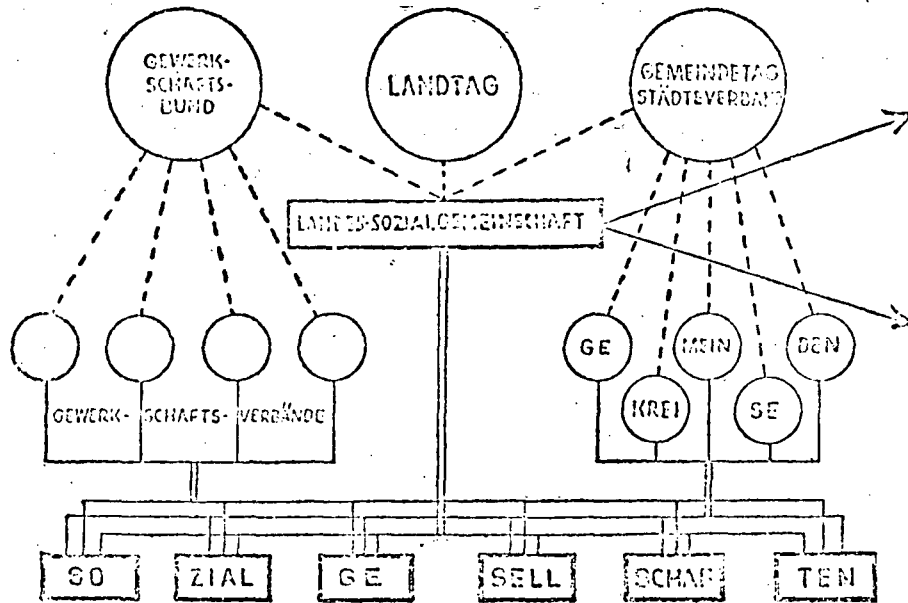 GEWERK-
SCHAFTS-
BUND
LANDTAG
GEMEINDETAG
STÄDTEVERBAND
LANDES-SOZIALGEMEINSCHAFT
GE MEIN DEN
KREI SE
GEWERK- SCHAFTS- VERBÄNDE
SO ZIAL GE SELL SCHAF TEN